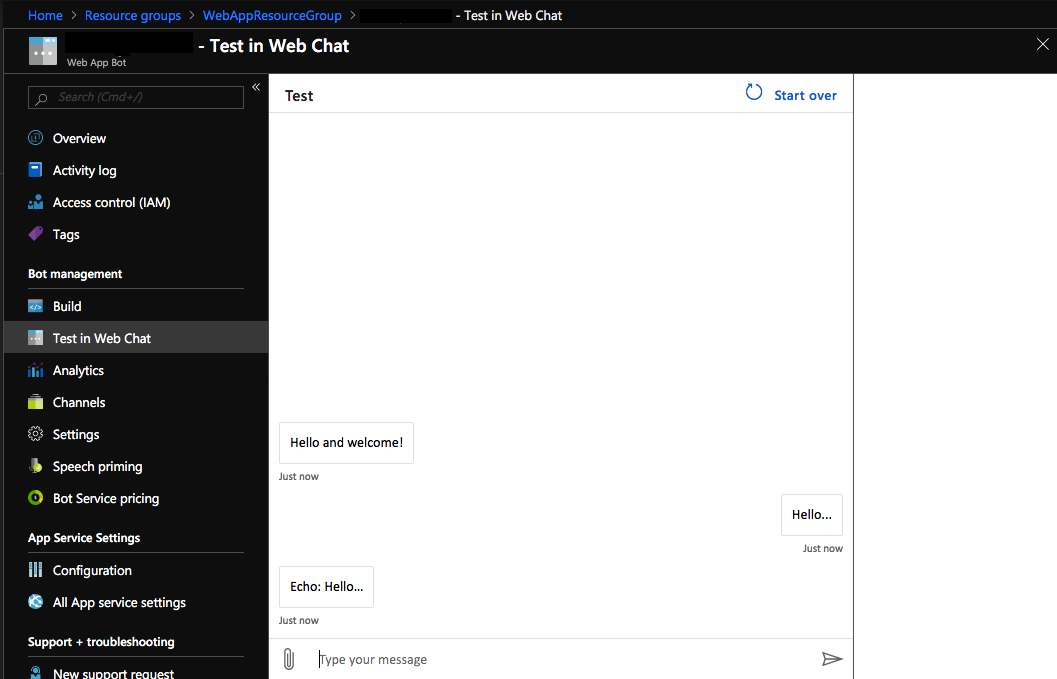 Home > Resource groups > WebAppResourceGroup > - Test in Web Chat
- Test in Web Chat
Web App Bot
Search (Cmd+/)
«
Overview
Activity log
Access control (IAM)
Tags
Bot management
Build
Test in Web Chat
Analytics
Channels
Settings
Speech priming
Bot Service pricing
App Service Settings
Configuration
All App service settings
Support + troubleshooting
New support request
Test
Start over
Hello and welcome!
Just now
Hello...
Just now
Echo: Hello...
Just now
Type your message